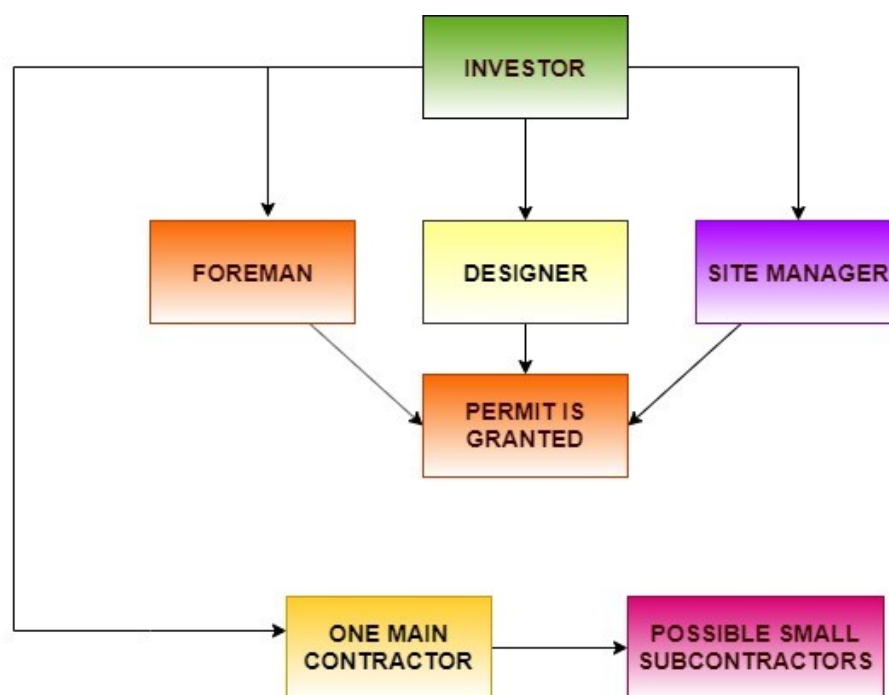 INVESTOR
FOREMAN
DESIGNER
SITE MANAGER
PERMIT IS
GRANTED
ONE MAIN
CONTRACTOR
POSSIBLE SMALL
SUBCONTRACTORS